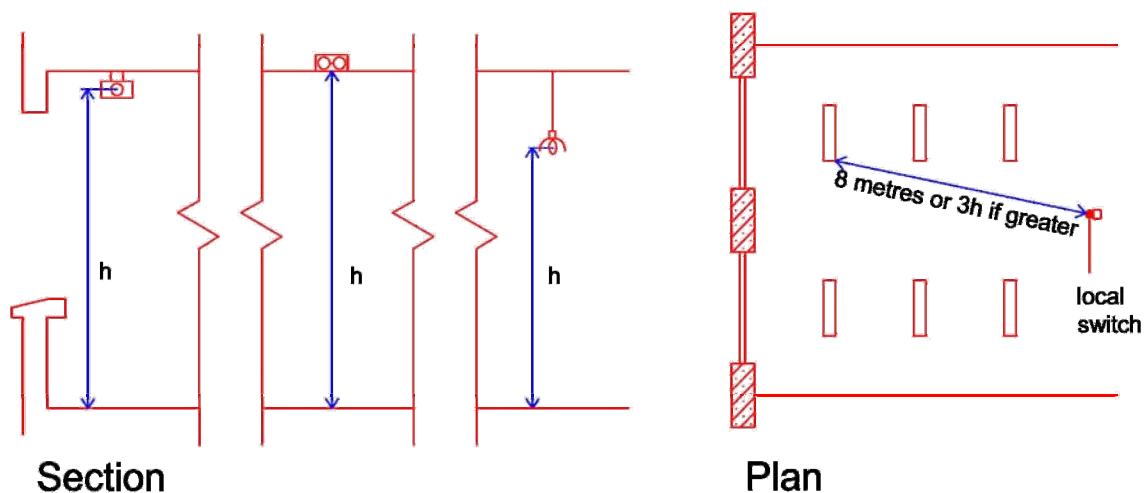 h
h
h
8 metres or 3h if greater
local
switch
Section
Plan